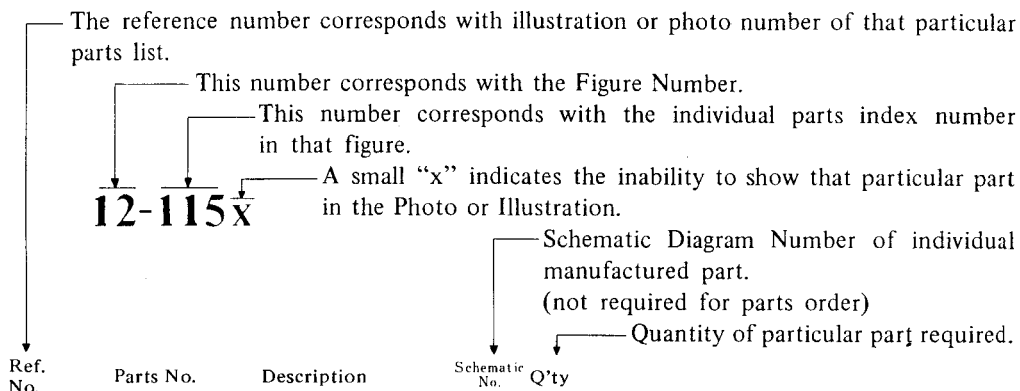 The reference number corresponds with illustration or photo number of that particular
parts list.
This number corresponds with the Figure Number.
This number corresponds with the individual parts index number
in that figure.
A small “x” indicates the inability to show that particular part
in the Photo or Illustration.
12-115x
Schematic Diagram Number of individual
manufactured part.
(not required for parts order)
Quantity of particular part required.
Ref. No. Parts No. Description Schematic No. Q'ty